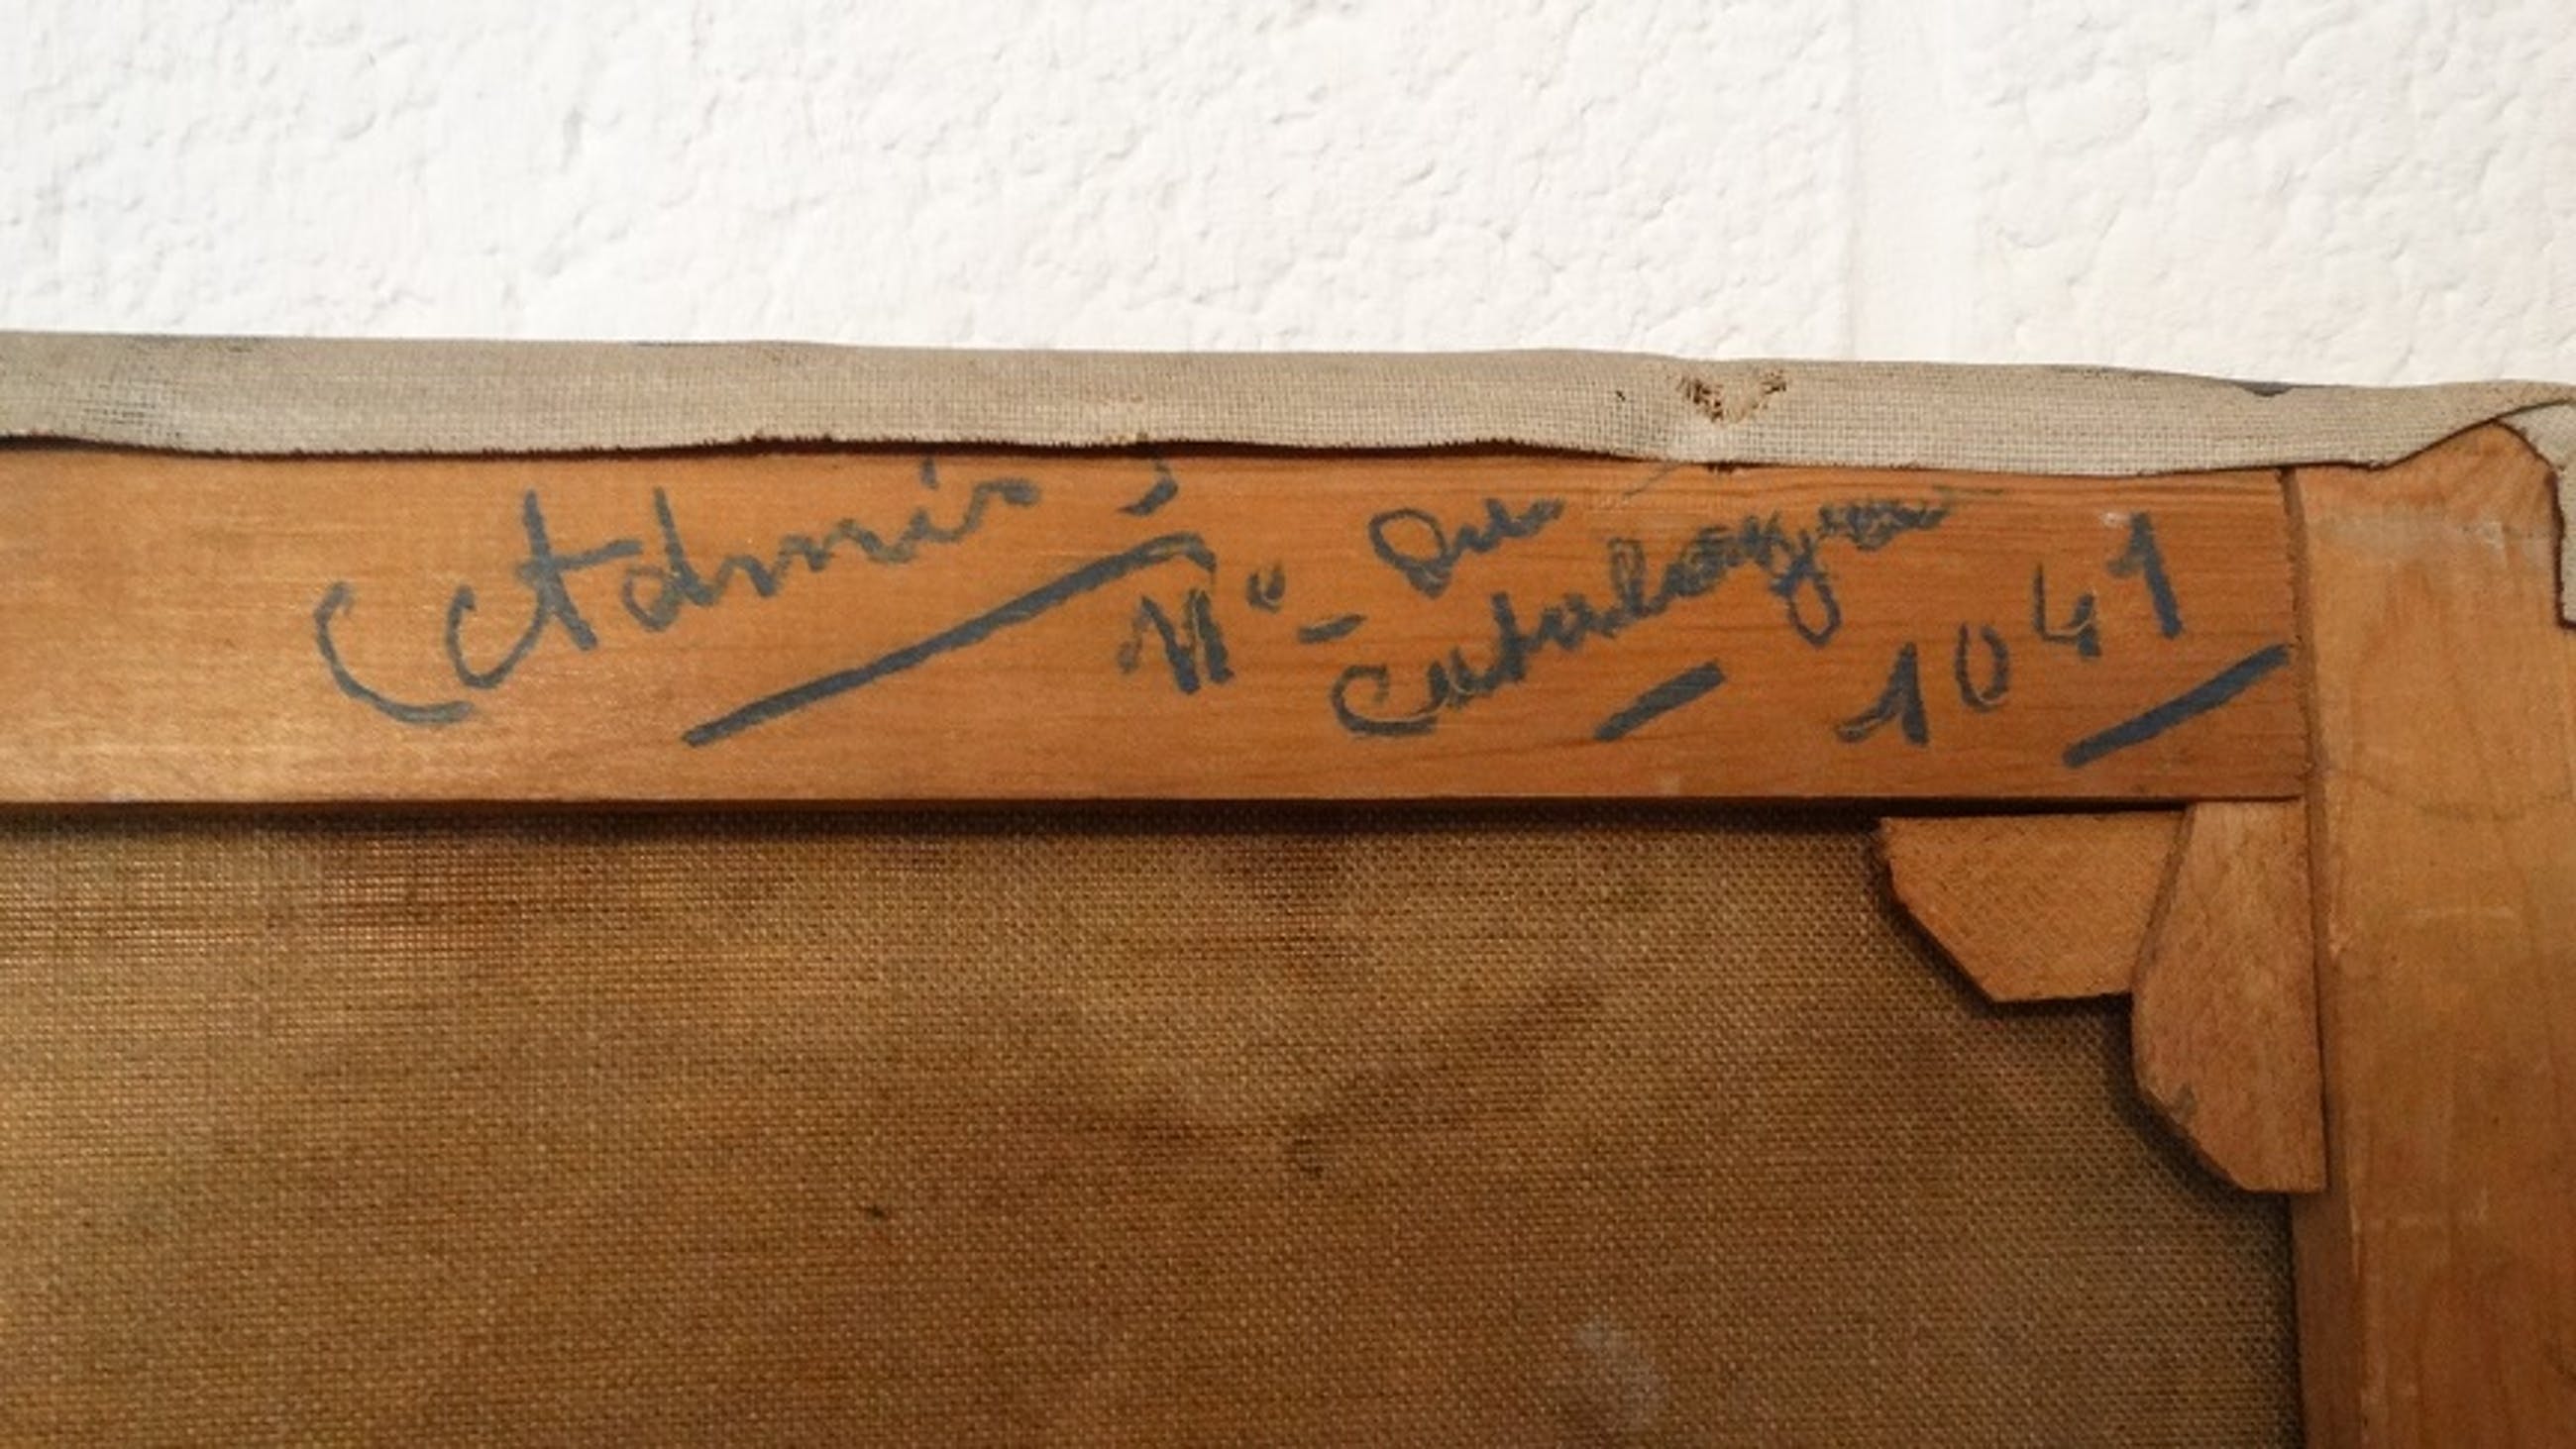 (Admis)
N° - Du
Catalogue
1041